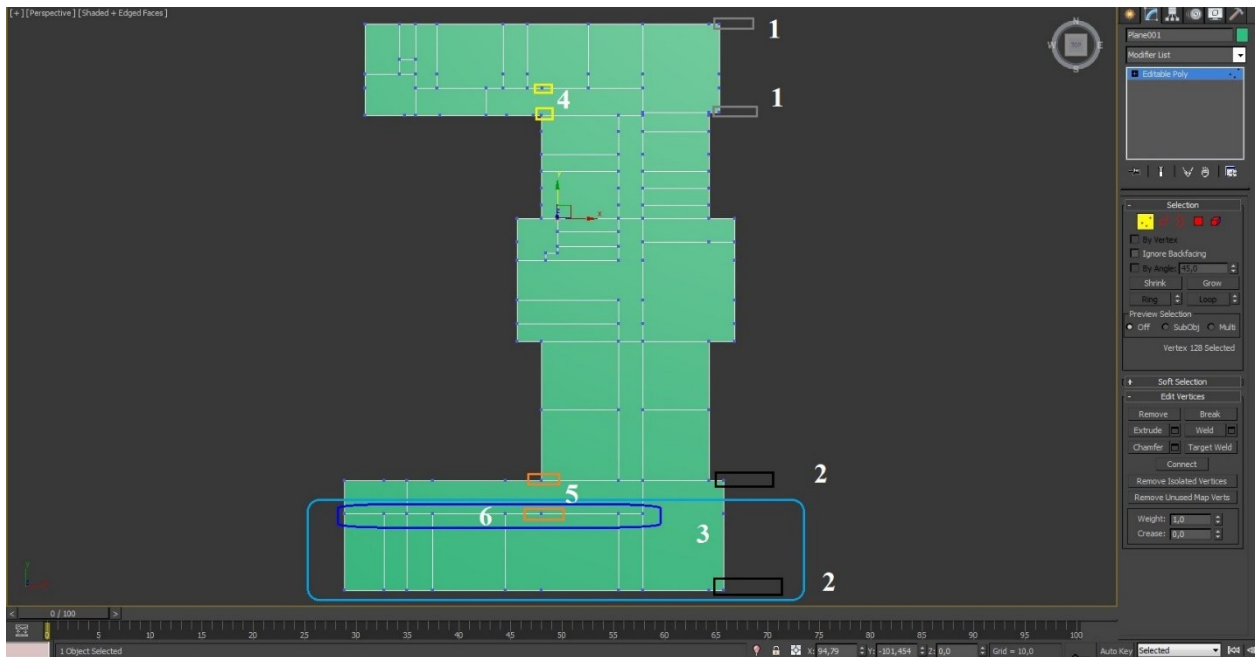 [+] [Perspective] [Shaded + Edged Faces]
1
1
4
2
5
6
3
2
N
W TOP E
S
Plane001
Modifier List
Editable Poly
Selection
By Vertex
Ignore Backfacing
By Angle: 45,0
Shrink Grow
Ring Loop
Preview Selection
Off SubObj Multi
Vertex 128 Selected
Soft Selection
Edit Vertices
Remove Break
Extrude Weld
Chamfer Target Weld
Connect
Remove Isolated Vertices
Remove Unused Map Verts
Weight: 1,0
Crease: 0,0
0 / 100
0 5 10 15 20 25 30 35 40 45 50 55 60 65 70 75 80 85 90 95 100
1 Object Selected X: 94,79 Y: -101,454 Z: 0,0 Grid = 10,0 Auto Key Selected